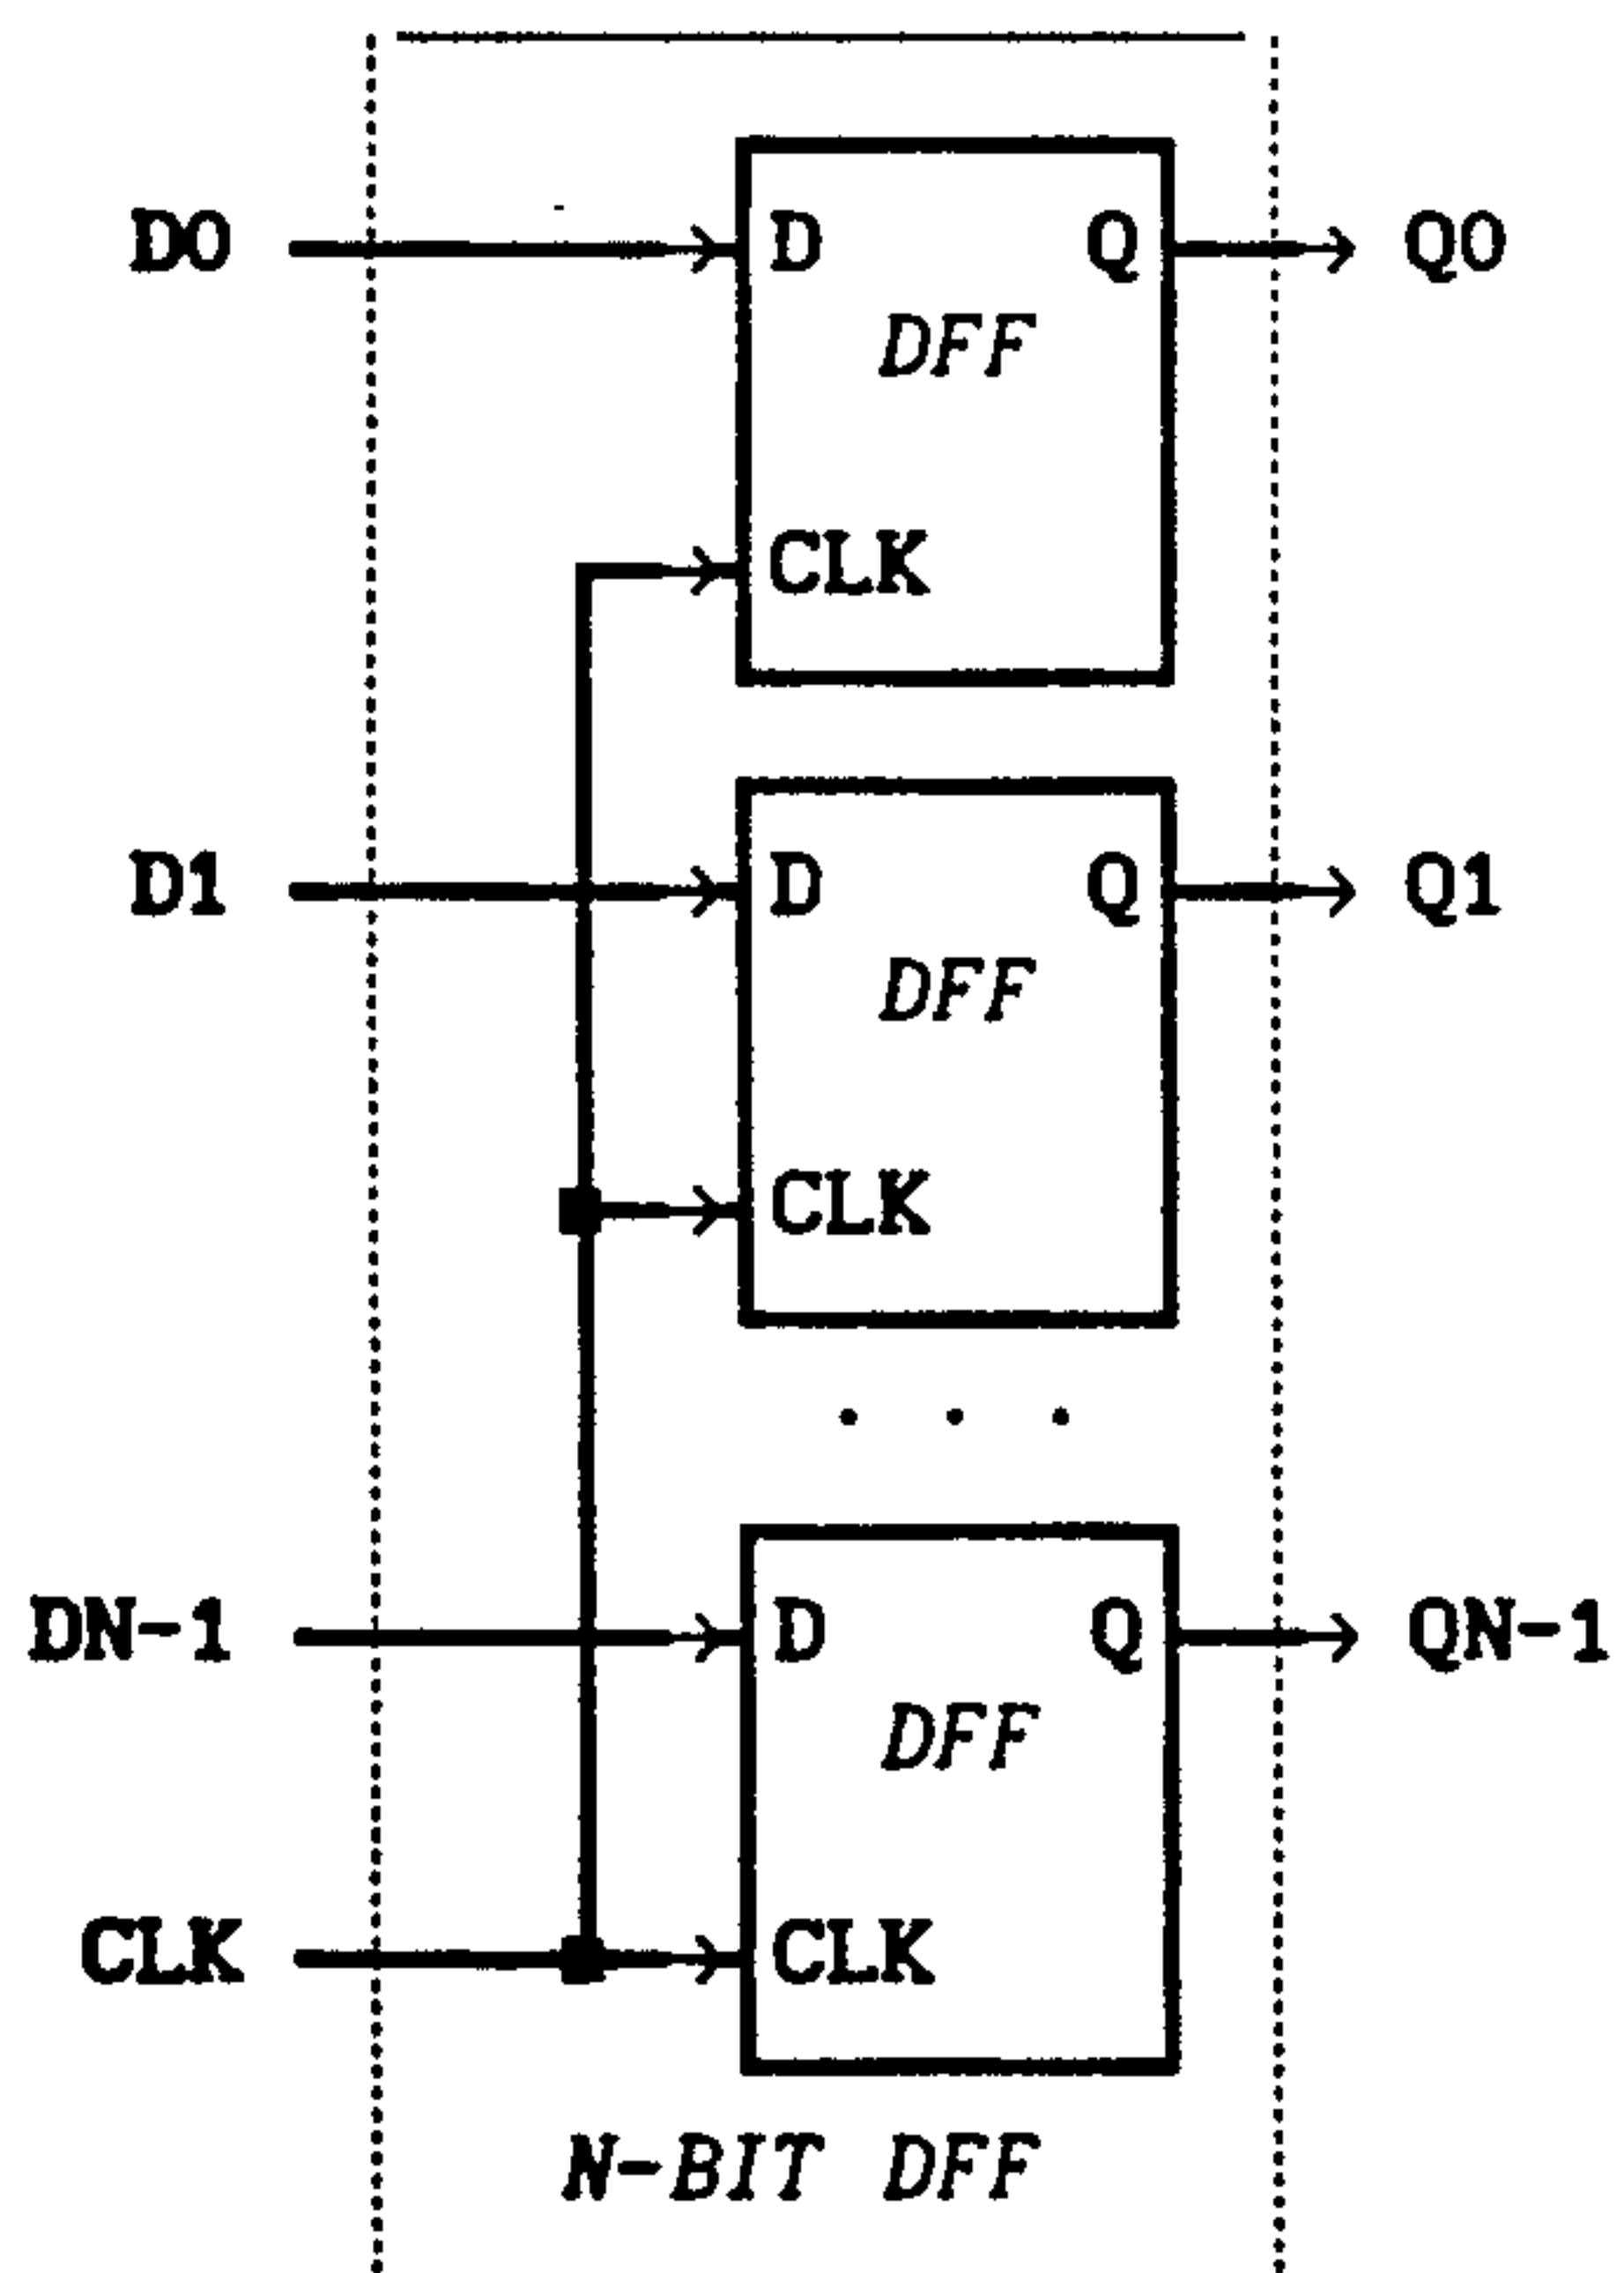 D0 D Q Q0
DFF
CLK
D1 D Q Q1
DFF
CLK
. . .
DN-1 D Q QN-1
DFF
CLK CLK
N-BIT DFF